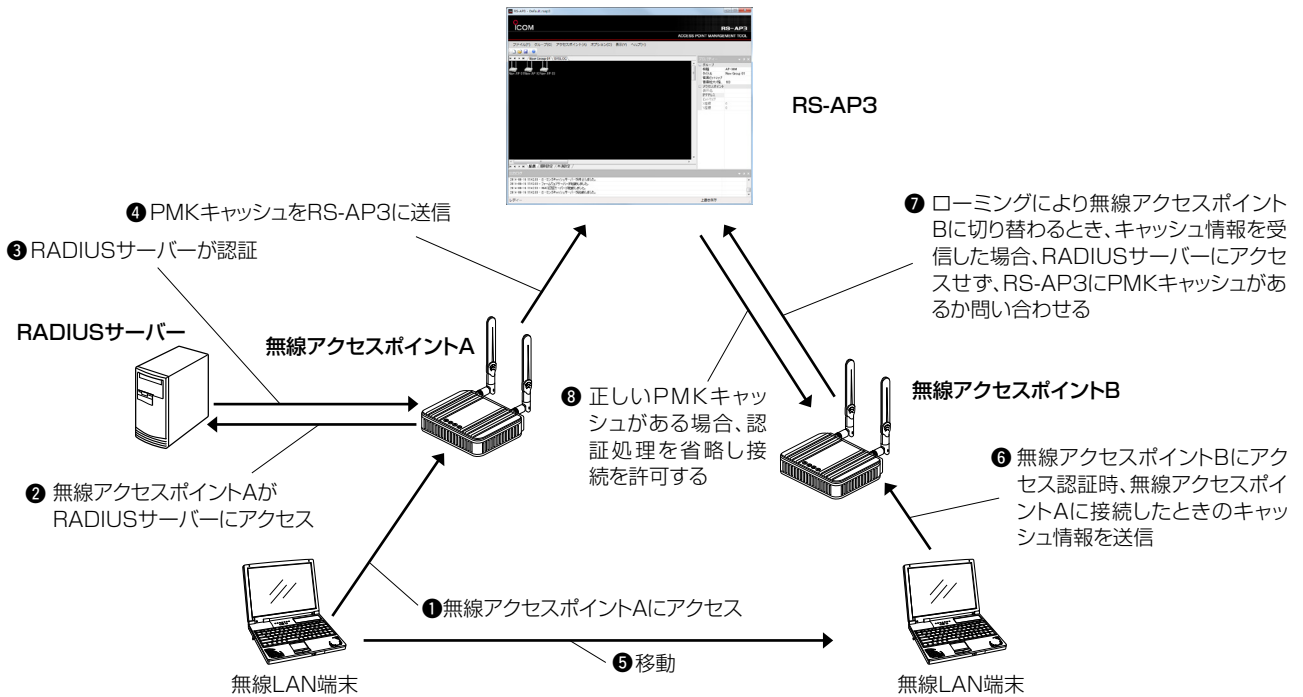 ICOM
RS-AP3
ACCESS POINT MANAGEMENT TOOL
RS-AP3
❹PMKキャッシュをRS-AP3に送信
❸RADIUSサーバーが認証
RADIUSサーバー
無線アクセスポイントA
❼ ローミングにより無線アクセスポイント
Bに切り替わるとき、キャッシュ情報を受
信した場合、RADIUSサーバーにアクセ
スせず、RS-AP3にPMKキャッシュがあ
るか問い合わせる
❽ 正しいPMKキャッ
シュがある場合、認
証処理を省略し接
続を許可する
無線アクセスポイントB
❷ 無線アクセスポイントAが
RADIUSサーバーにアクセス
❻ 無線アクセスポイントBにアク
セス認証時、無線アクセスポイ
ントAに接続したときのキャッ
シュ情報を送信
❶無線アクセスポイントAにアクセス
❺移動
無線LAN端末
無線LAN端末